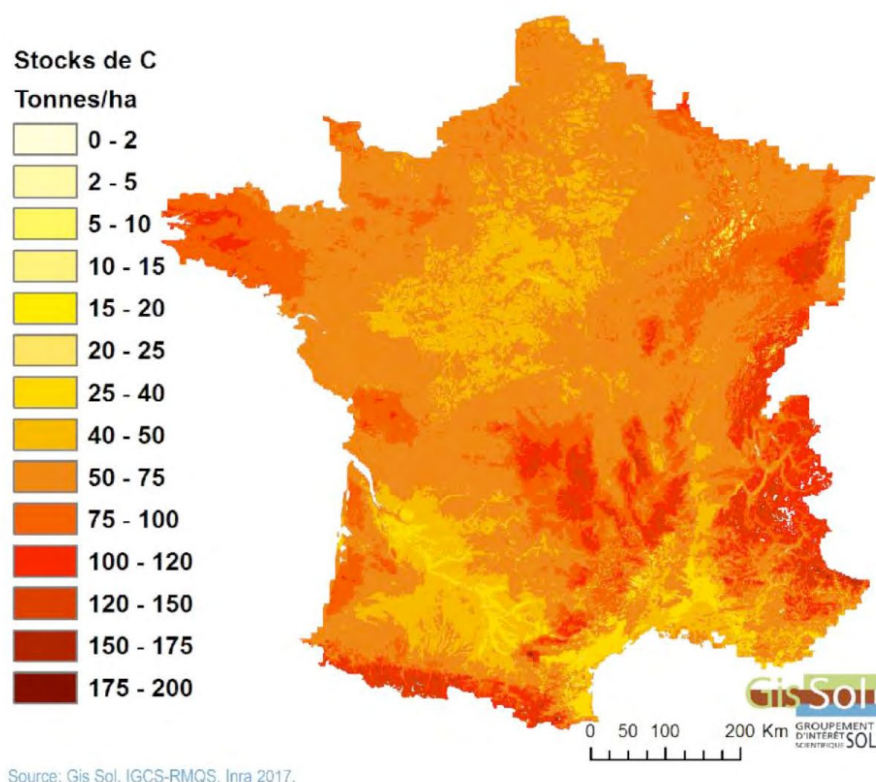 Stocks de C
Tonnes/ha
0 - 2
2 - 5
5 - 10
10 - 15
15 - 20
20 - 25
25 - 40
40 - 50
50 - 75
75 - 100
100 - 120
120 - 150
150 - 175
175 - 200
Gis Sol
GROUPEMENT
D'INTÉRÊT
SCIENTIFIQUE SOL
0 50 100 200 Km
Source: Gis Sol, IGCS-RMQS, Inra 2017.